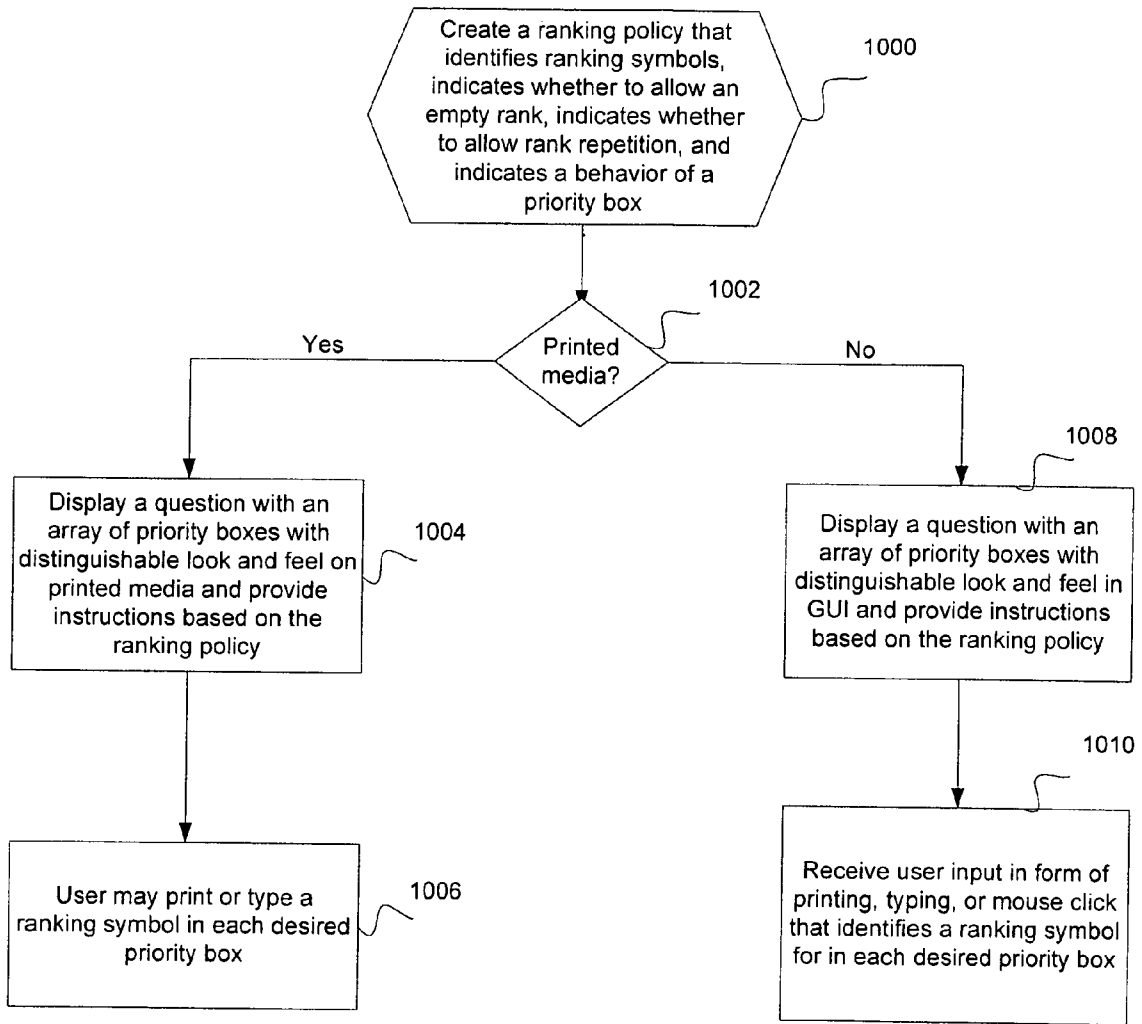 Create a ranking policy that
identifies ranking symbols,
indicates whether to allow an
empty rank, indicates whether
to allow rank repetition, and
indicates a behavior of a
priority box
1000
1002
Printed
media?
Yes
No
Display a question with an
array of priority boxes with
distinguishable look and feel on
printed media and provide
instructions based on the
ranking policy
1004
1008
Display a question with an
array of priority boxes with
distinguishable look and feel in
GUI and provide instructions
based on the ranking policy
User may print or type a
ranking symbol in each desired
priority box
1006
1010
Receive user input in form of
printing, typing, or mouse click
that identifies a ranking symbol
for in each desired priority box